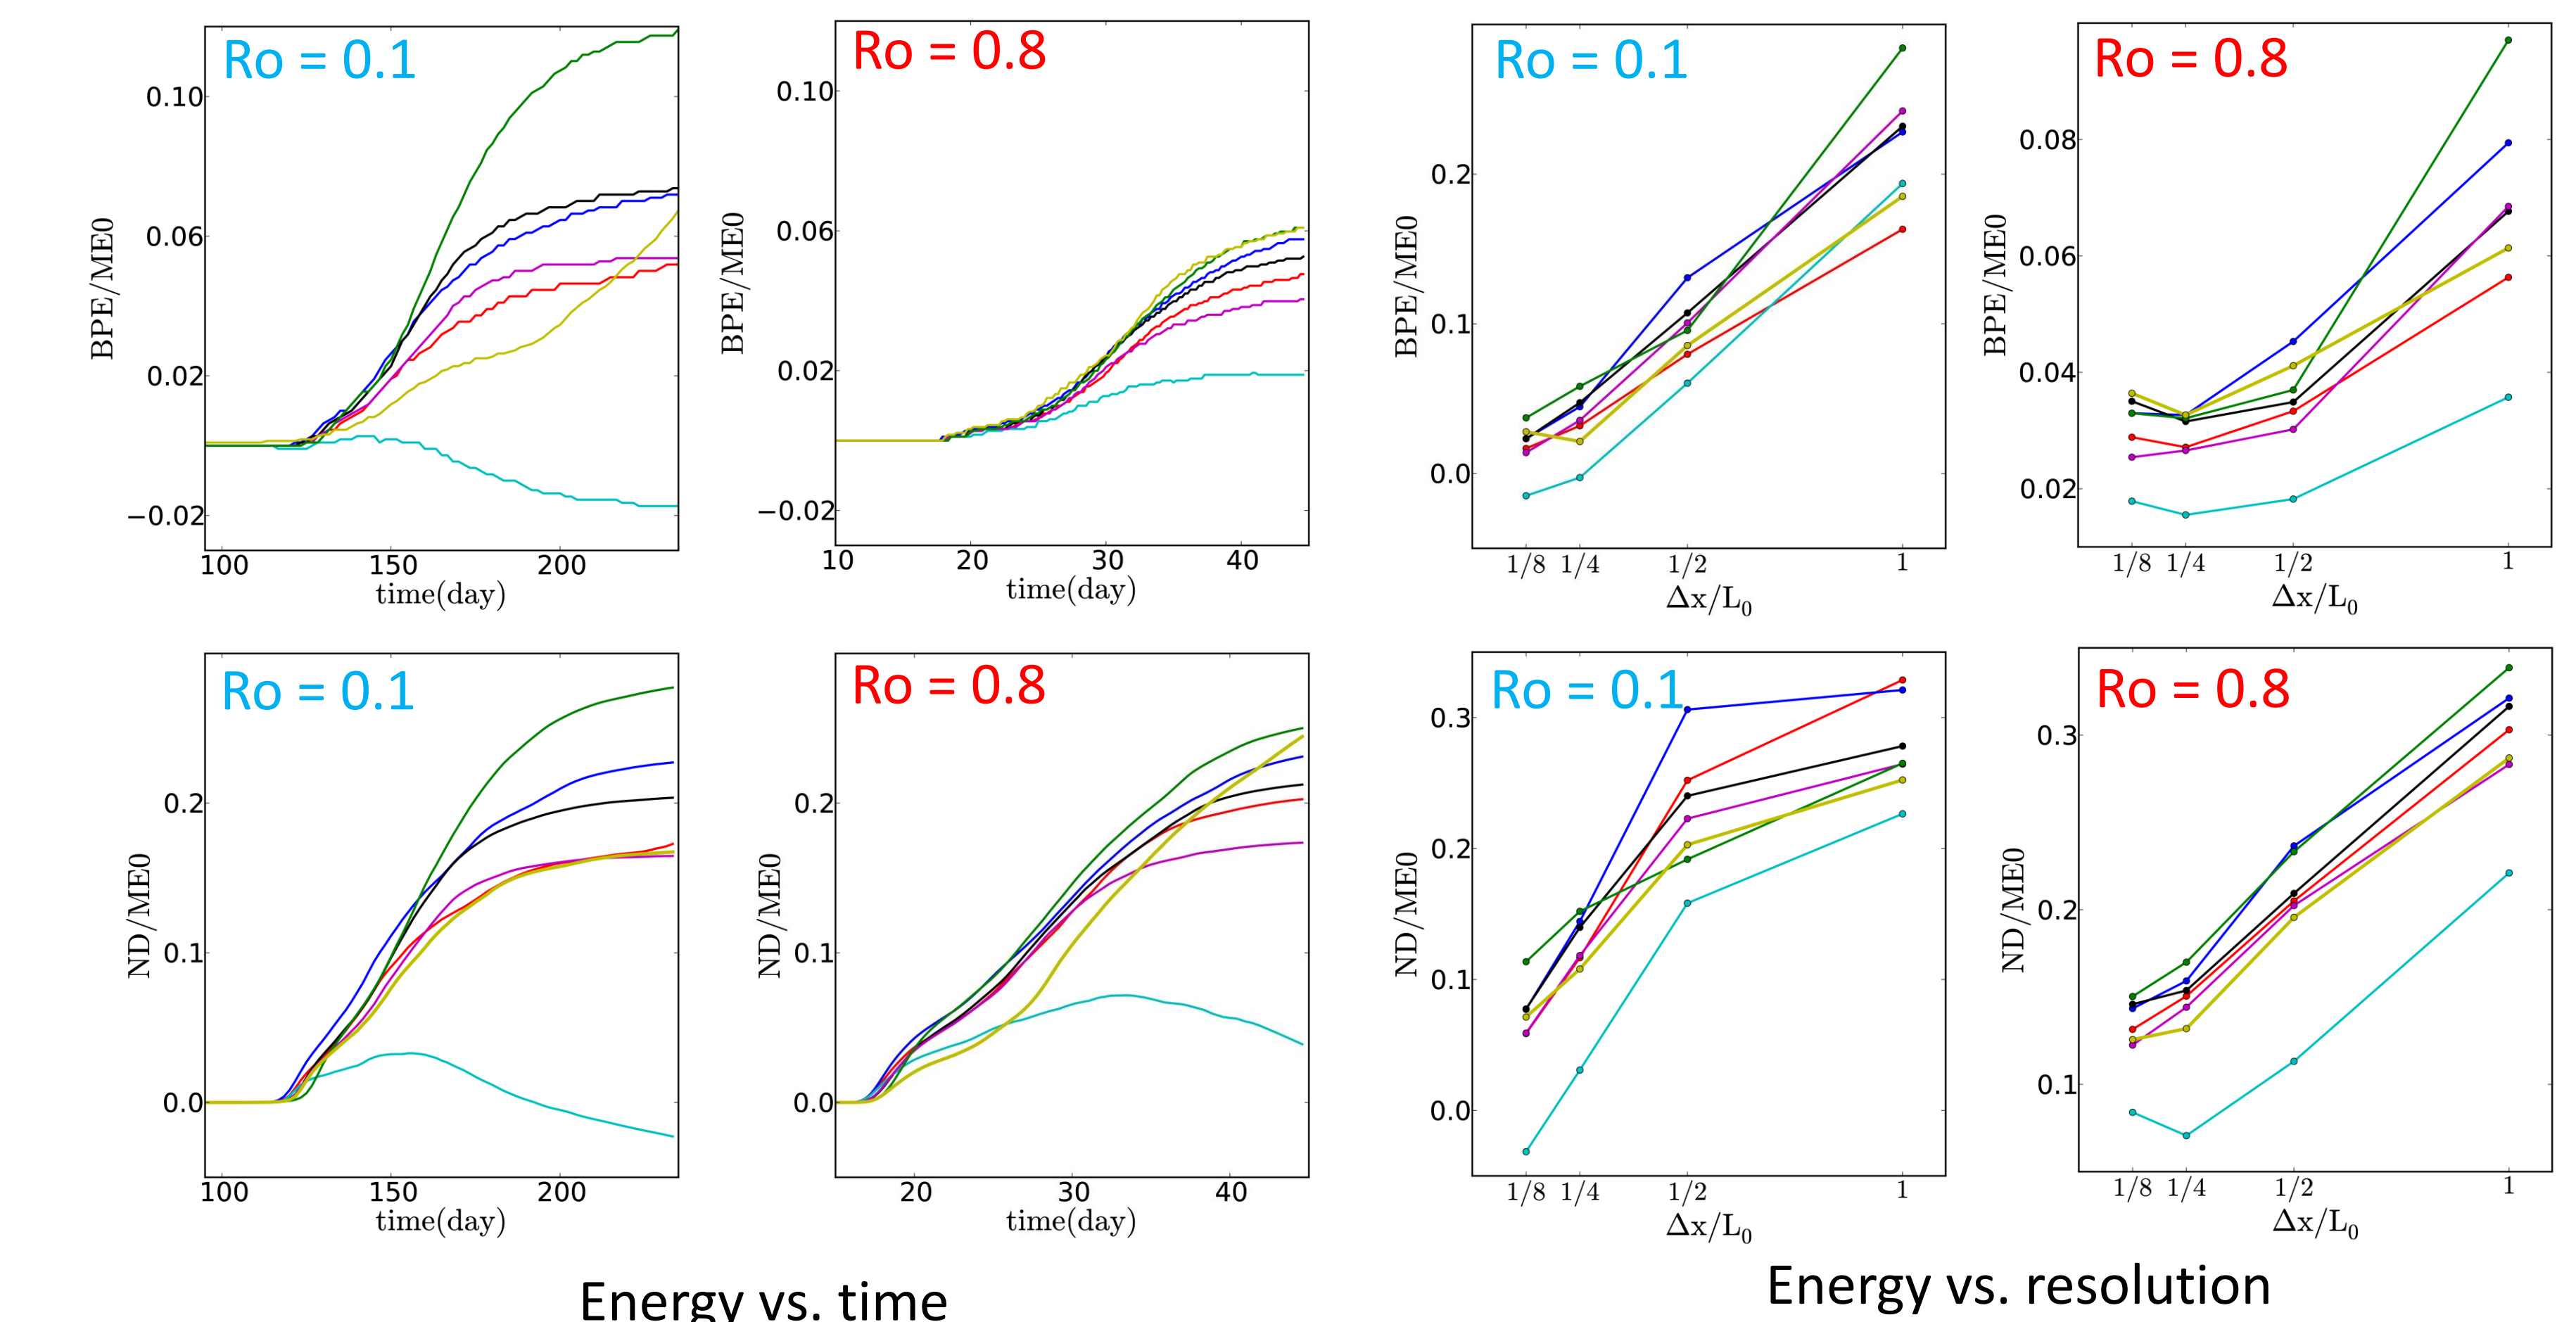 Ro = 0.1
0.10
0.06
0.02
−0.02
BPE/ME0
100 150 200
time(day)
Ro = 0.8
0.10
0.06
0.02
−0.02
BPE/ME0
10 20 30 40
time(day)
Ro = 0.1
0.2
0.1
0.0
BPE/ME0
1/8 1/4 1/2 1
Δx/L₀
Ro = 0.8
0.08
0.06
0.04
0.02
BPE/ME0
1/8 1/4 1/2 1
Δx/L₀
Ro = 0.1
0.2
0.1
0.0
ND/ME0
100 150 200
time(day)
Ro = 0.8
0.2
0.1
0.0
ND/ME0
20 30 40
time(day)
Ro = 0.1
0.3
0.2
0.1
0.0
ND/ME0
1/8 1/4 1/2 1
Δx/L₀
Ro = 0.8
0.3
0.2
0.1
ND/ME0
1/8 1/4 1/2 1
Δx/L₀
Energy vs. time
Energy vs. resolution